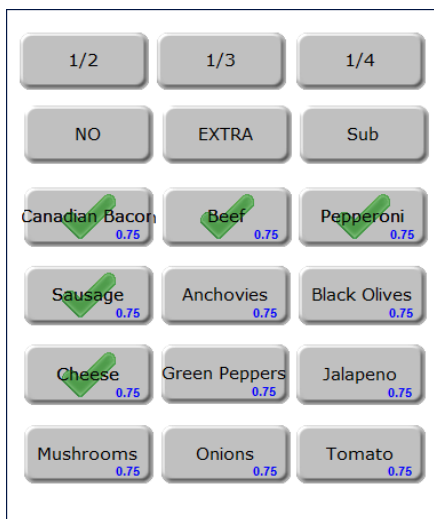 1/2 1/3 1/4
NO EXTRA Sub
Canadian Bacon Beef Pepperoni
0.75 0.75 0.75
Sausage Anchovies Black Olives
0.75 0.75 0.75
Cheese Green Peppers Jalapeno
0.75 0.75 0.75
Mushrooms Onions Tomato
0.75 0.75 0.75